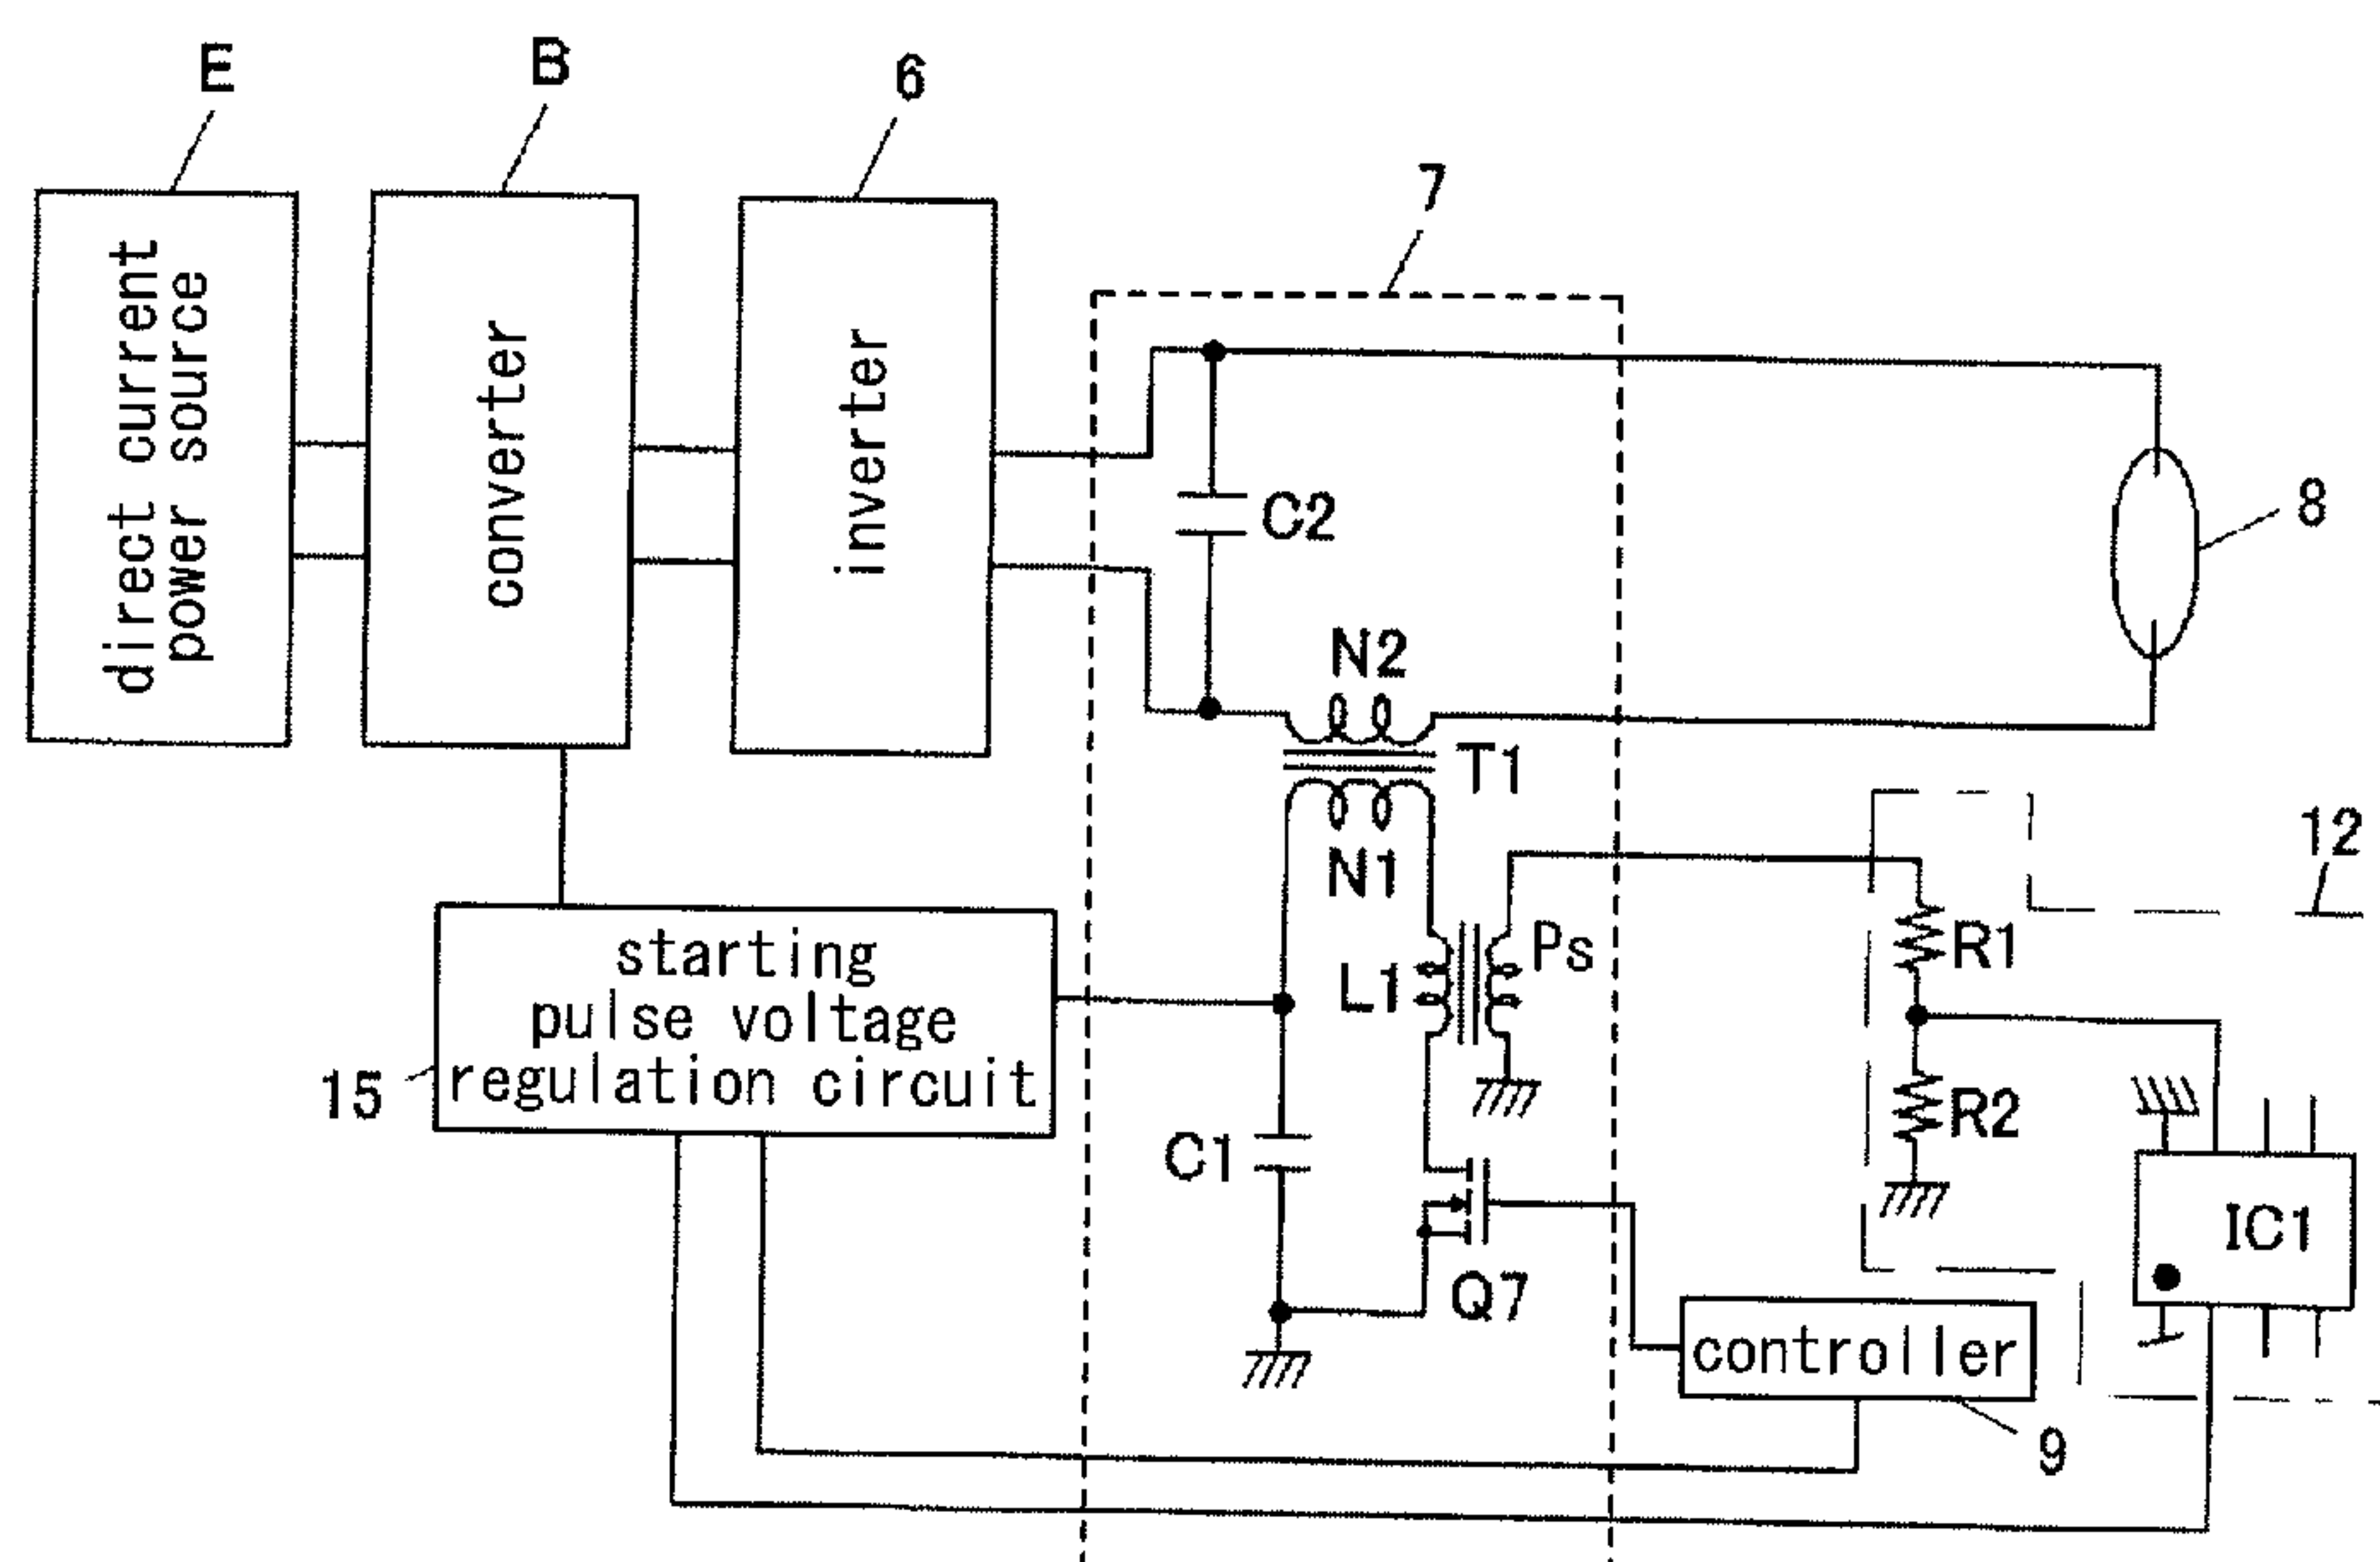 E
B
6
7
direct current
power source
converter
inverter
C2
8
N2
T1
N1
12
starting
pulse voltage
regulation circuit
15
L1
Ps
R1
R2
C1
Q7
IC1
controller
9